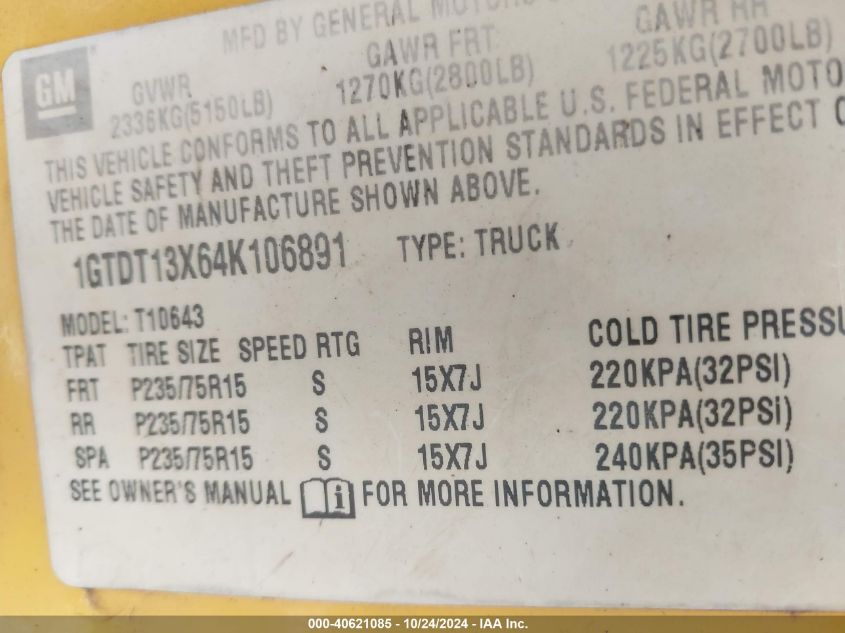 GM
MFD BY GENERAL MOTORS
GVWR GAWR FRT GAWR RR
2336KG(5150LB) 1270KG(2800LB) 1225KG(2700LB)
THIS VEHICLE CONFORMS TO ALL APPLICABLE U.S. FEDERAL MOTO
VEHICLE SAFETY AND THEFT PREVENTION STANDARDS IN EFFECT O
THE DATE OF MANUFACTURE SHOWN ABOVE.
1GTDT13X64K106891 TYPE: TRUCK
MODEL: T10643
TPAT TIRE SIZE SPEED RTG RIM COLD TIRE PRESSU
FRT P235/75R15 S 15X7J 220KPA(32PSI)
RR P235/75R15 S 15X7J 220KPA(32PSi)
SPA P235/75R15 S 15X7J 240KPA(35PSI)
SEE OWNER'S MANUAL i FOR MORE INFORMATION.
000-40621085 - 10/24/2024 - IAA Inc.